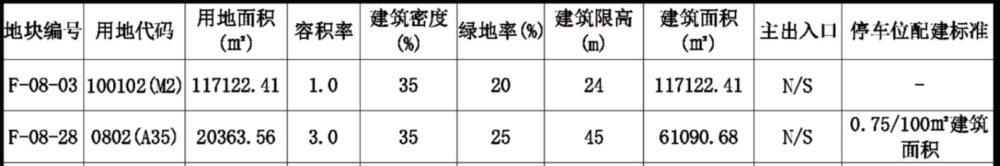 地块编号 用地代码 用地面积(㎡) 容积率 建筑密度(%) 绿地率(%) 建筑限高(m) 建筑面积(㎡) 主出入口 停车位配建标准
F-08-03 100102(M2) 117122.41 1.0 35 20 24 117122.41 N/S -
F-08-28 0802(A35) 20363.56 3.0 35 25 45 61090.68 N/S 0.75/100㎡建筑面积